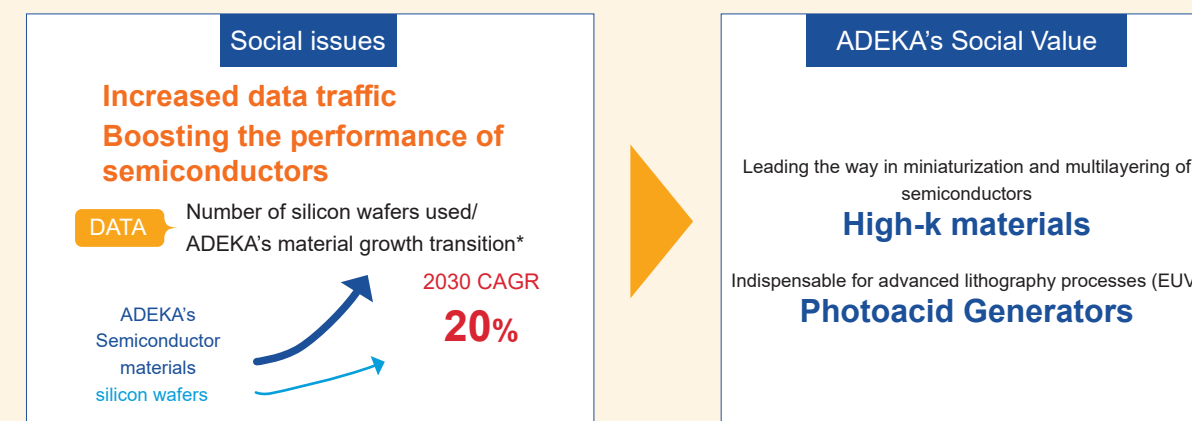 Social issues
Increased data traffic
Boosting the performance of
semiconductors
DATA
Number of silicon wafers used/
ADEKA's material growth transition*
2030 CAGR
20%
ADEKA's
Semiconductor
materials
silicon wafers
ADEKA's Social Value
Leading the way in miniaturization and multilayering of
semiconductors
High-k materials
Indispensable for advanced lithography processes (EUV
Photoacid Generators